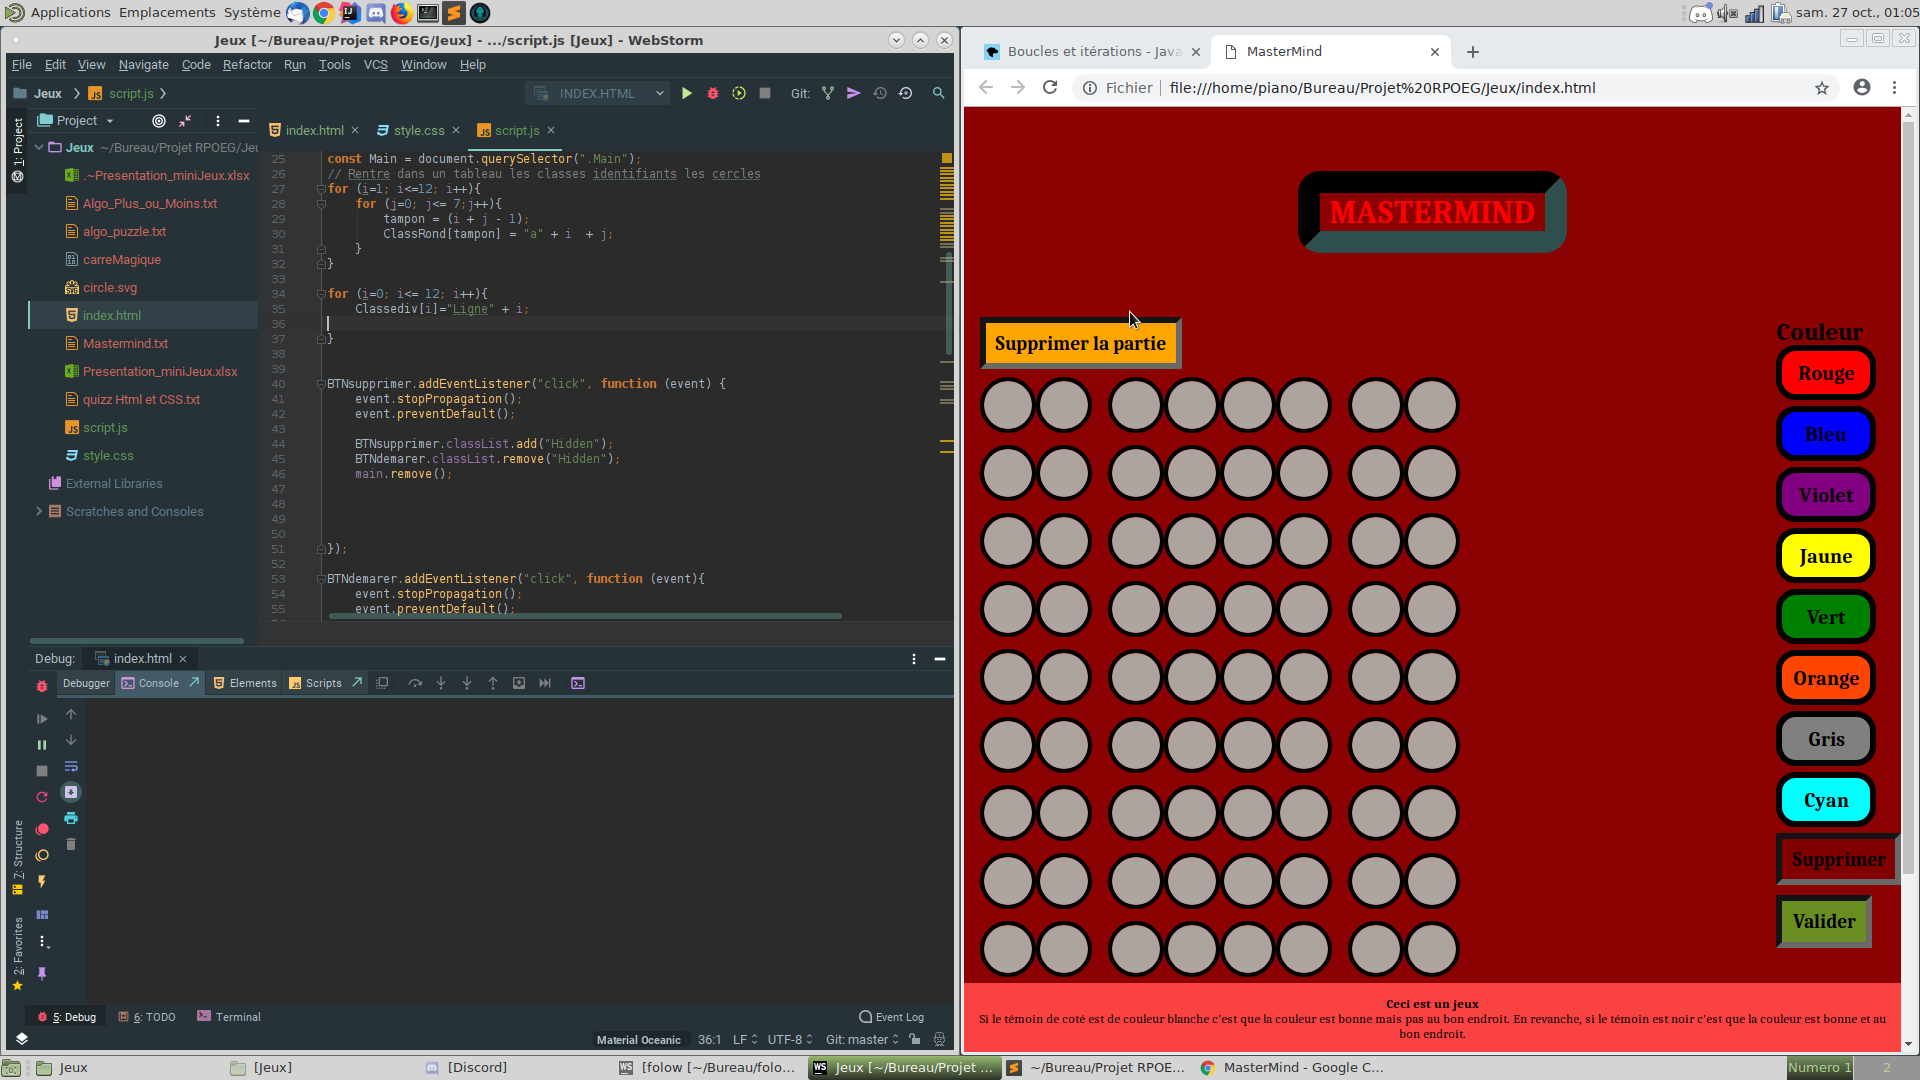 Applications Emplacements Système
sam. 27 oct., 01:05
Jeux [~/Bureau/Projet RPOEG/Jeux] - .../script.js [Jeux] - WebStorm
File Edit View Navigate Code Refactor Run Tools VCS Window Help
Jeux script.js
INDEX.HTML
Git:
Project
index.html
style.css
script.js
1: Project
Jeux ~/Bureau/Projet RPOEG/Jeu
.~Presentation_miniJeux.xlsx
Algo_Plus_ou_Moins.txt
algo_puzzle.txt
carreMagique
circle.svg
index.html
Mastermind.txt
Presentation_miniJeux.xlsx
quizz Html et CSS.txt
script.js
style.css
External Libraries
Scratches and Consoles
25 const Main = document.querySelector(".Main");
26 // Rentre dans un tableau les classes identifiants les cercles
27 for (i=1; i<=12; i++){
28 for (j=0; j<= 7;j++){
29 tampon = (i + j - 1);
30 ClassRond[tampon] = "a" + i  + j;
31 }
32 }
33
34 for (i=0; i<= 12; i++){
35 Classediv[i]="Ligne" + i;
36
37 }
38
39
40 BTNsupprimer.addEventListener("click", function (event) {
41 event.stopPropagation();
42 event.preventDefault();
43
44 BTNsupprimer.classList.add("Hidden");
45 BTNdemarer.classList.remove("Hidden");
46 main.remove();
47
48
49
50
51 });
52
53 BTNdemarer.addEventListener("click", function (event){
54 event.stopPropagation();
55 event.preventDefault();
Debug: index.html
Debugger Console Elements Scripts
7: Structure
2: Favorites
5: Debug
6: TODO
Terminal
Event Log
Material Oceanic
36:1 LF UTF-8 Git: master
Boucles et itérations - Java
MasterMind
Fichier
file:///home/piano/Bureau/Projet%20RPOEG/Jeux/index.html
MASTERMIND
Supprimer la partie
Couleur
Rouge
Bleu
Violet
Jaune
Vert
Orange
Gris
Cyan
Supprimer
Valider
Ceci est un jeux
Si le témoin de coté est de couleur blanche c'est que la couleur est bonne mais pas au bon endroit. En revanche, si le témoin est noir c'est que la couleur est bonne et au
bon endroit.
Jeux
[Jeux]
[Discord]
[folow [~/Bureau/folo...
Jeux [~/Bureau/Projet ...
~/Bureau/Projet RPOE...
MasterMind - Google C...
Numero 1
2